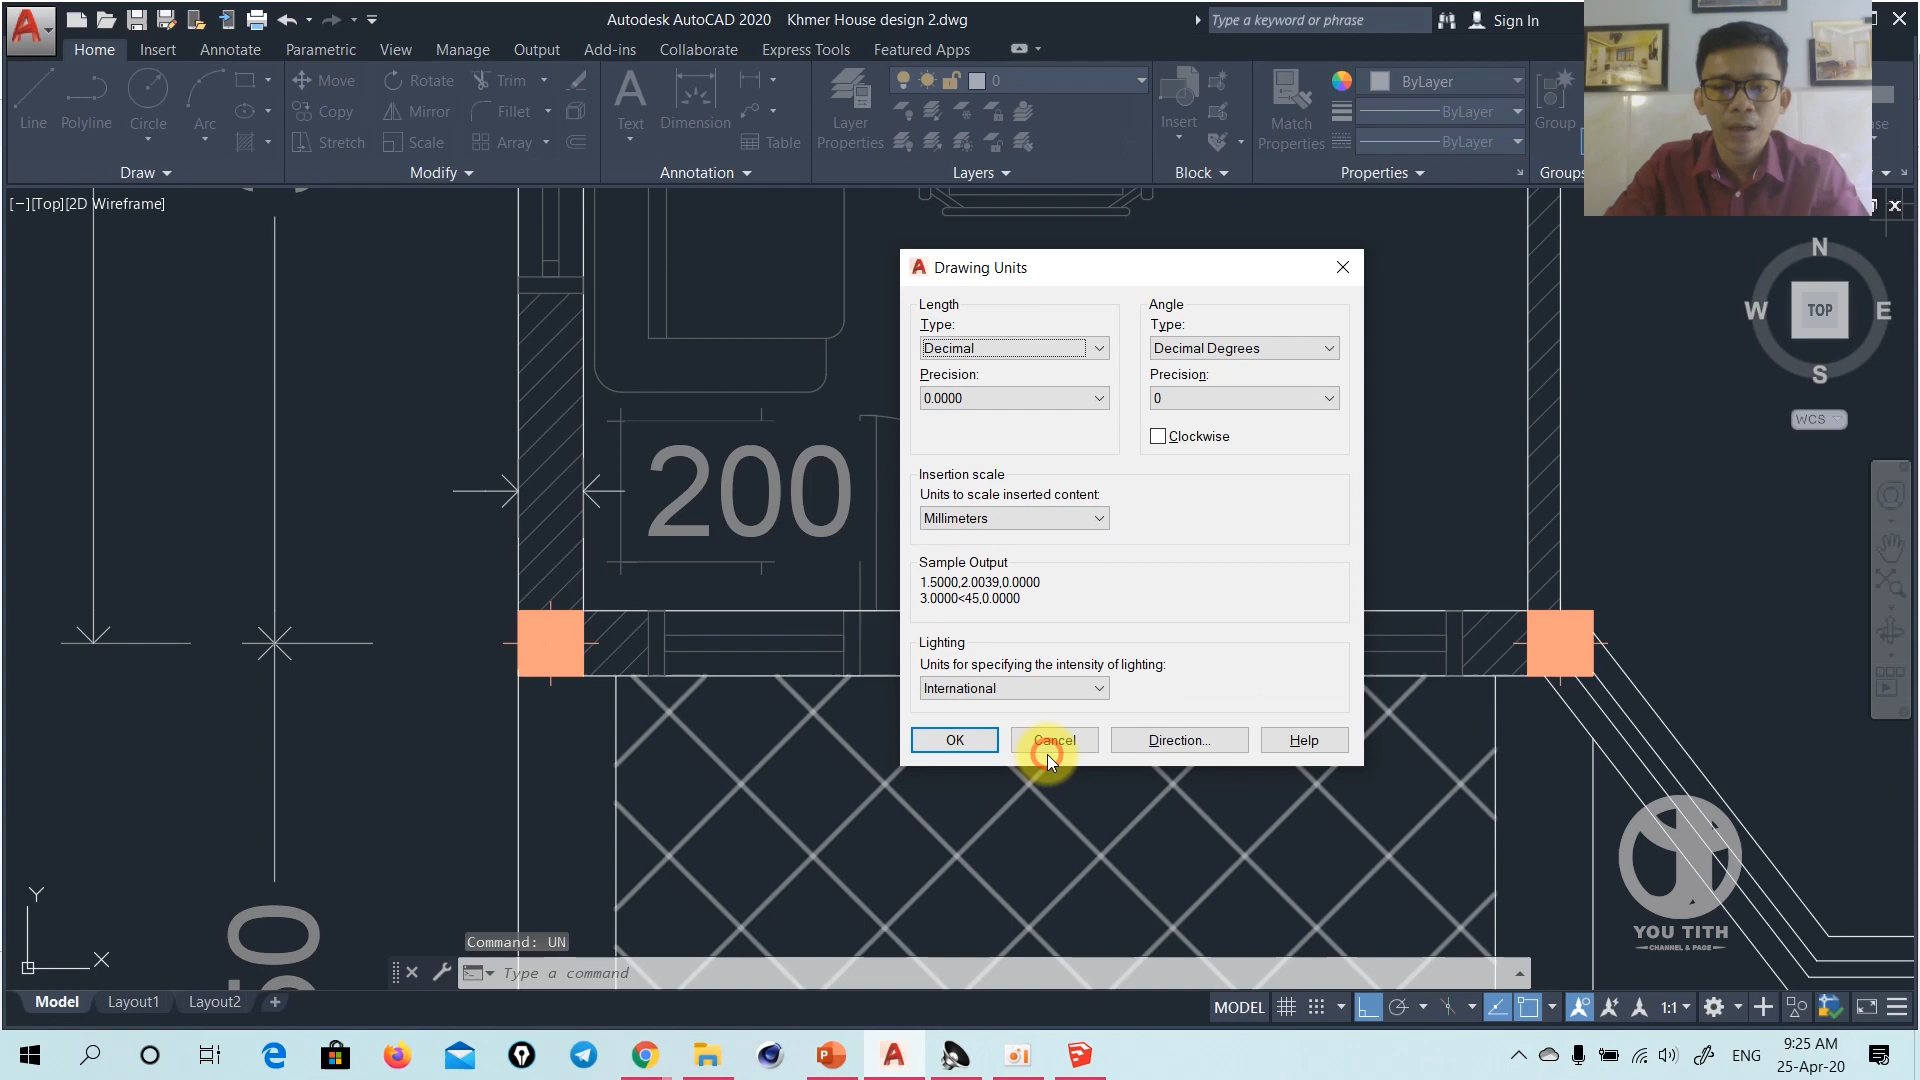 Autodesk AutoCAD 2020 Khmer House design 2.dwg
Type a keyword or phrase
Sign In
Home Insert Annotate Parametric View Manage Output Add-ins Collaborate Express Tools Featured Apps
Line Polyline Circle Arc
Move Rotate Trim
Copy Mirror Fillet
Stretch Scale Array
Text Dimension Table
Layer Properties
0
Insert
Match Properties
ByLayer
ByLayer
ByLayer
Group
Draw Modify Annotation Layers Block Properties Groups
[−][Top][2D Wireframe]
N
W TOP E
S
WCS
Drawing Units
Length
Type:
Decimal
Precision:
0.0000
Angle
Type:
Decimal Degrees
Precision:
0
Clockwise
Insertion scale
Units to scale inserted content:
Millimeters
Sample Output
1.5000,2.0039,0.0000
3.0000<45,0.0000
Lighting
Units for specifying the intensity of lighting:
International
OK Cancel Direction... Help
200
YOU TITH
CHANNEL & PAGE
Y
X
Command: UN
Type a command
Model Layout1 Layout2 +
MODEL 1:1
ENG
9:25 AM
25-Apr-20